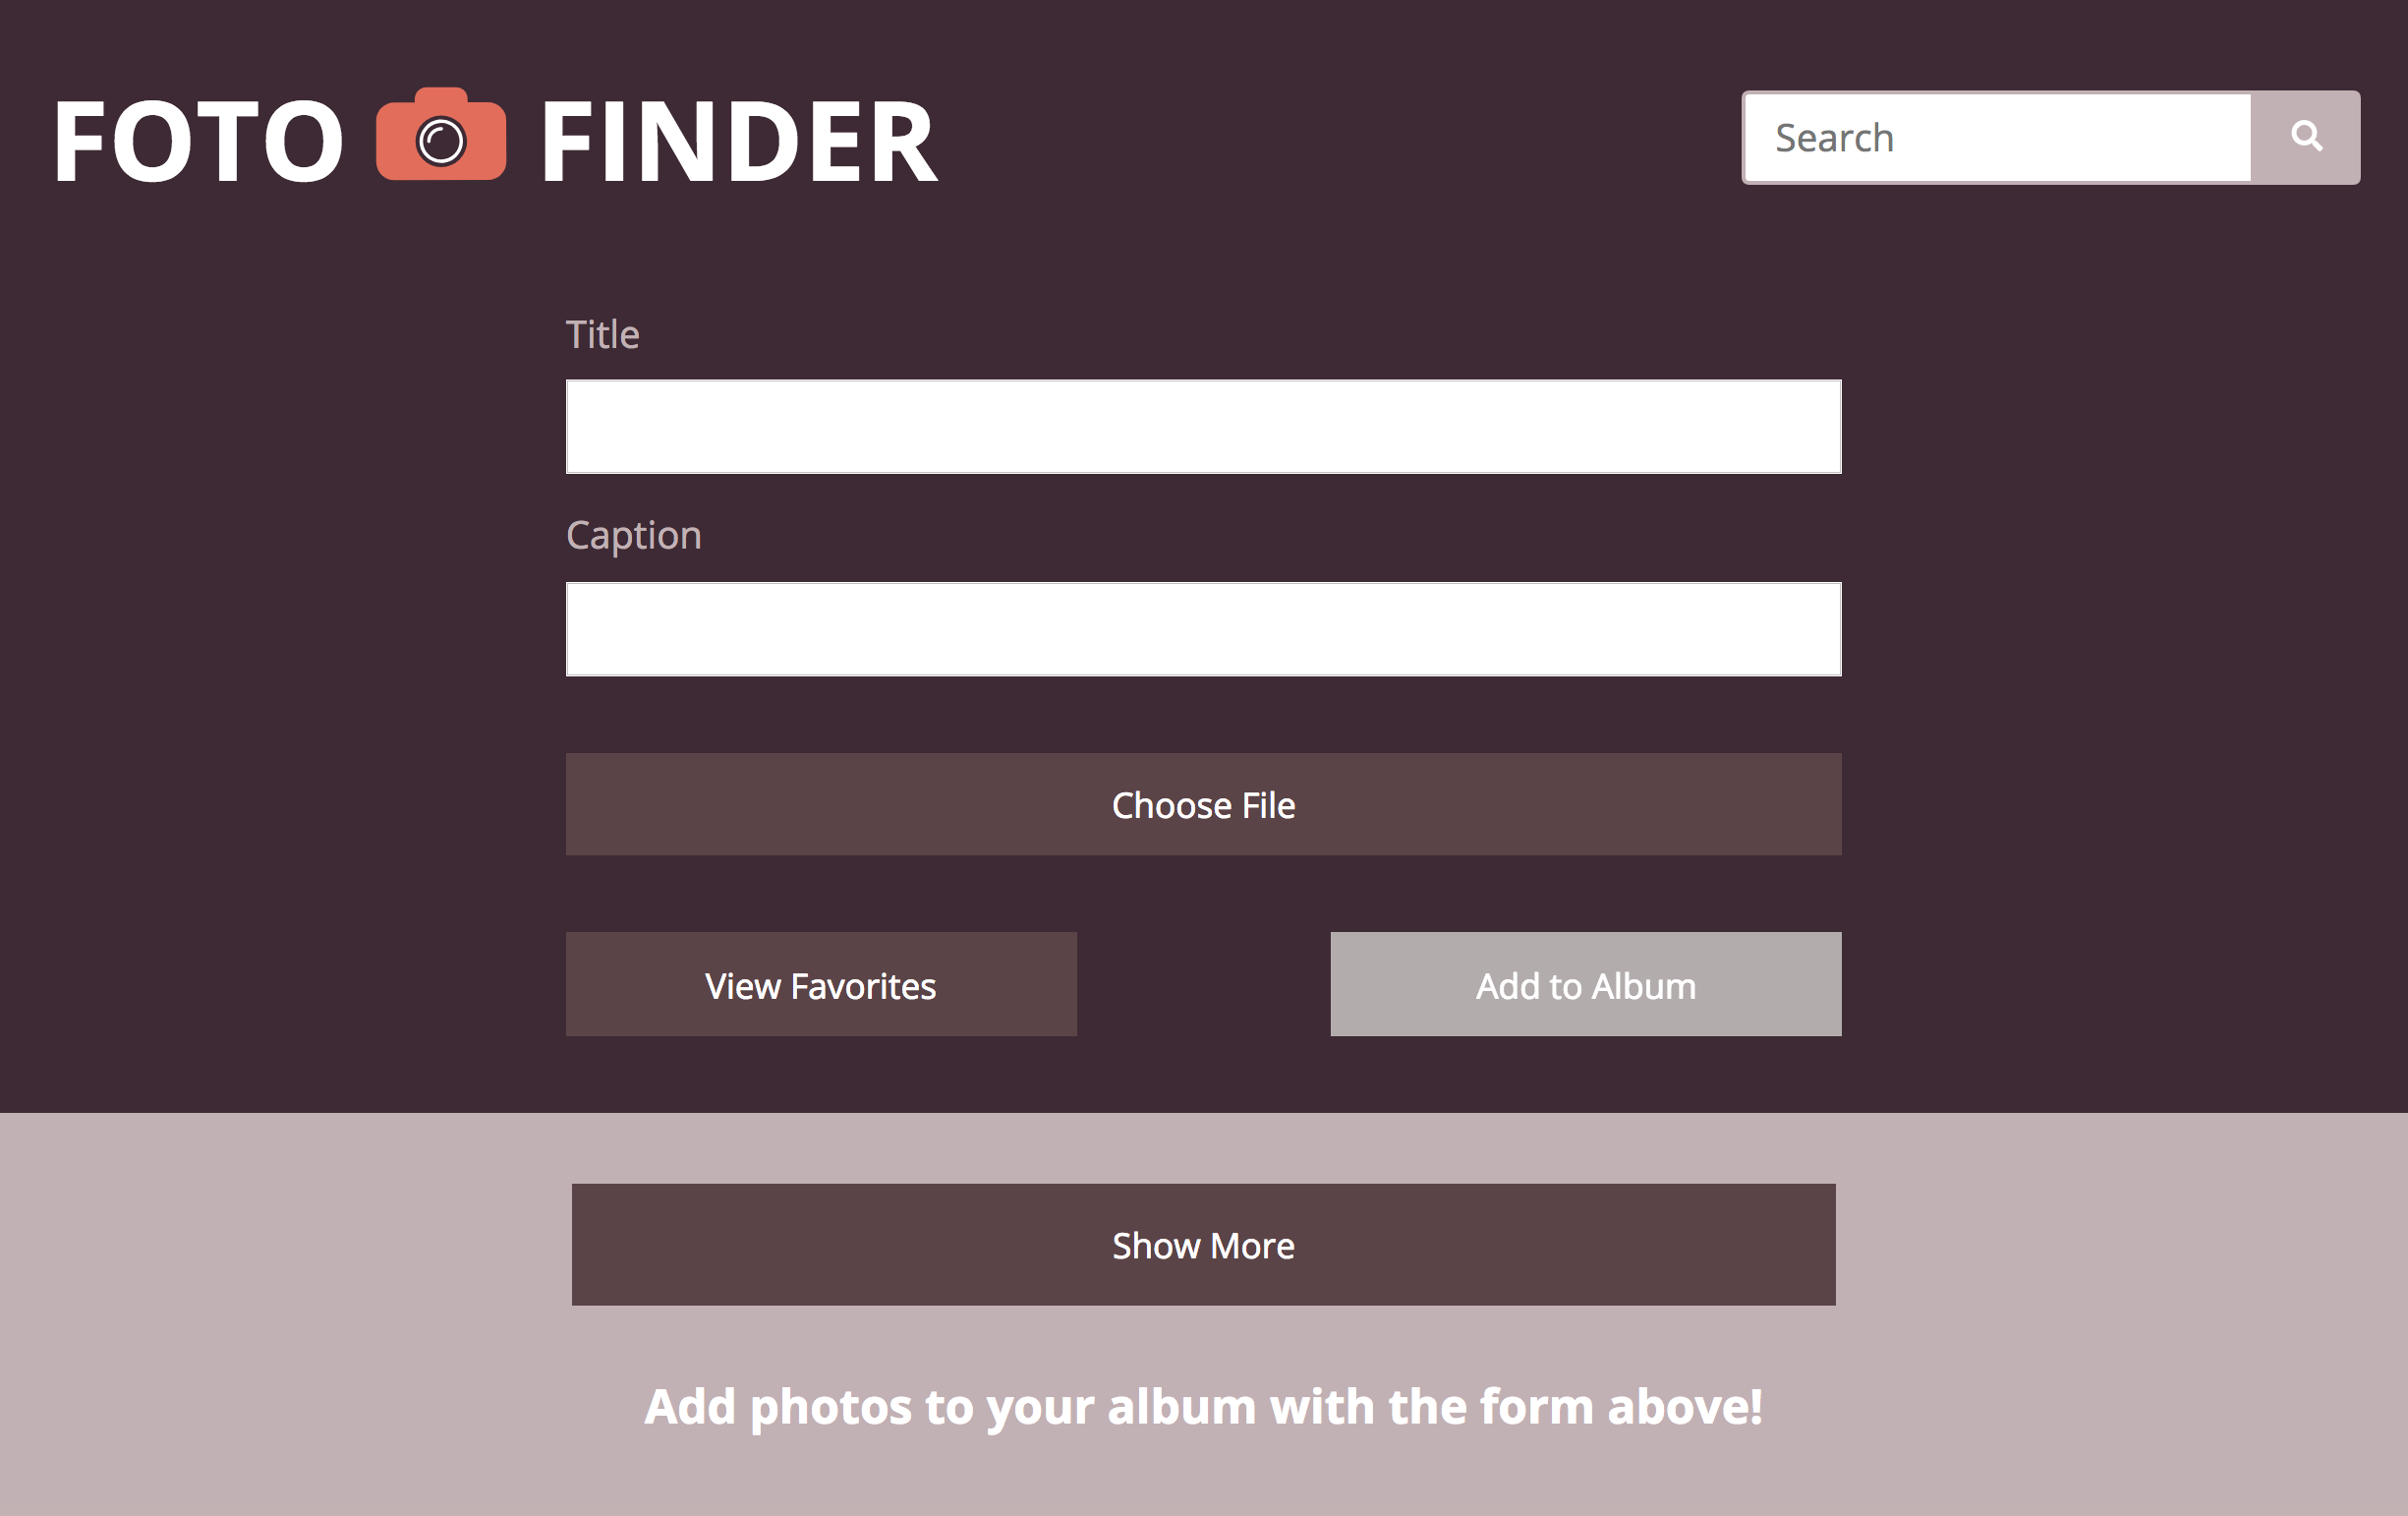 FOTO FINDER
Search
Title
Caption
Choose File
View Favorites
Add to Album
Show More
Add photos to your album with the form above!